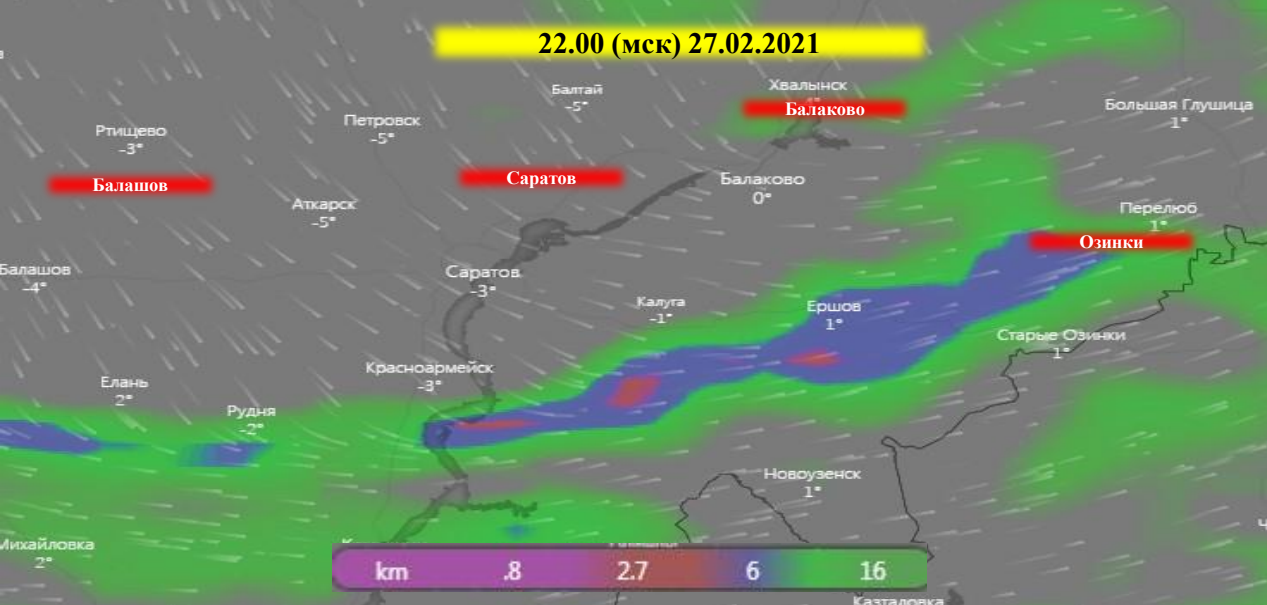 22.00 (мск) 27.02.2021
Балтай
-5°
Хвалынск
Балаково
Большая Глушица
1°
Ртищево
-3°
Петровск
-5°
Балашов
Саратов
Балаково
0°
Аткарск
-5°
Перелюб
1°
Озинки
Балашов
-4°
Саратов
-3°
Калуга
-1°
Ершов
1°
Старые Озинки
1°
Красноармейск
-3°
Елань
2°
Рудня
-2°
Новоузенск
1°
Михайловка
2°
km .8 2.7 6 16
Казталовка